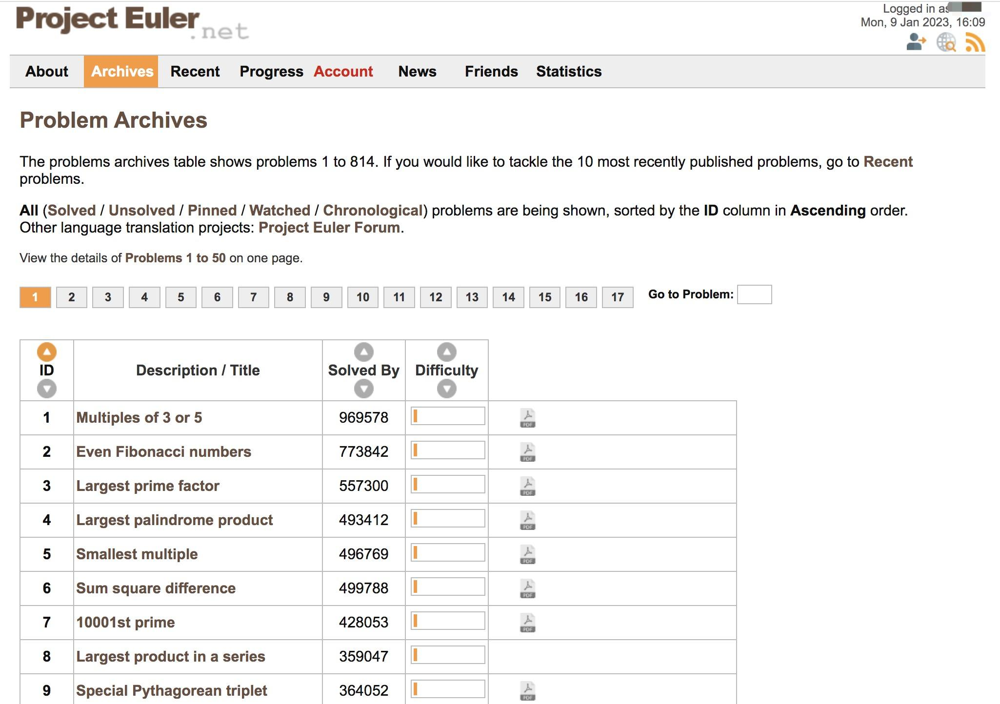 Project Euler
.net
Logged in as
Mon, 9 Jan 2023, 16:09
About Archives Recent Progress Account News Friends Statistics
Problem Archives
The problems archives table shows problems 1 to 814. If you would like to tackle the 10 most recently published problems, go to Recent
problems.
All (Solved / Unsolved / Pinned / Watched / Chronological) problems are being shown, sorted by the ID column in Ascending order.
Other language translation projects: Project Euler Forum.
View the details of Problems 1 to 50 on one page.
1 2 3 4 5 6 7 8 9 10 11 12 13 14 15 16 17 Go to Problem:
ID Description / Title Solved By Difficulty
1 Multiples of 3 or 5 969578 PDF
2 Even Fibonacci numbers 773842 PDF
3 Largest prime factor 557300 PDF
4 Largest palindrome product 493412 PDF
5 Smallest multiple 496769 PDF
6 Sum square difference 499788 PDF
7 10001st prime 428053 PDF
8 Largest product in a series 359047
9 Special Pythagorean triplet 364052 PDF